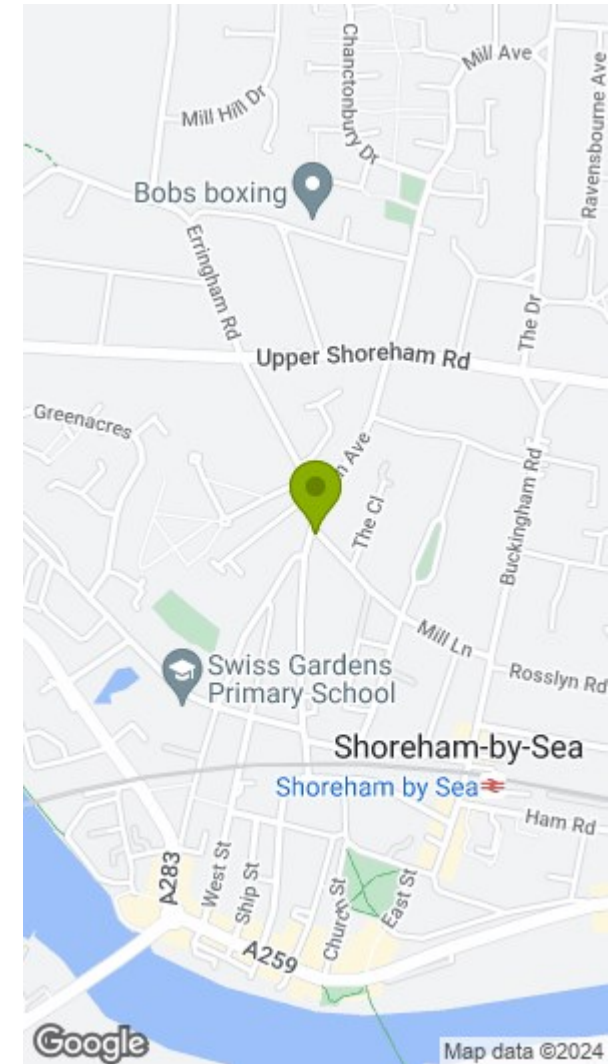 Mill Ave
Chanctonbury Dr
Ravensbourne Ave
Mill Hill Dr
Bobs boxing
Erringham Rd
The Dr
Upper Shoreham Rd
Greenacres
Ave
The Cl
Buckingham Rd
Mill Ln
Swiss Gardens
Primary School
Rosslyn Rd
Shoreham-by-Sea
Shoreham by Sea
Ham Rd
A283
West St
Ship St
Church St
East St
A259
Google
Map data ©2024